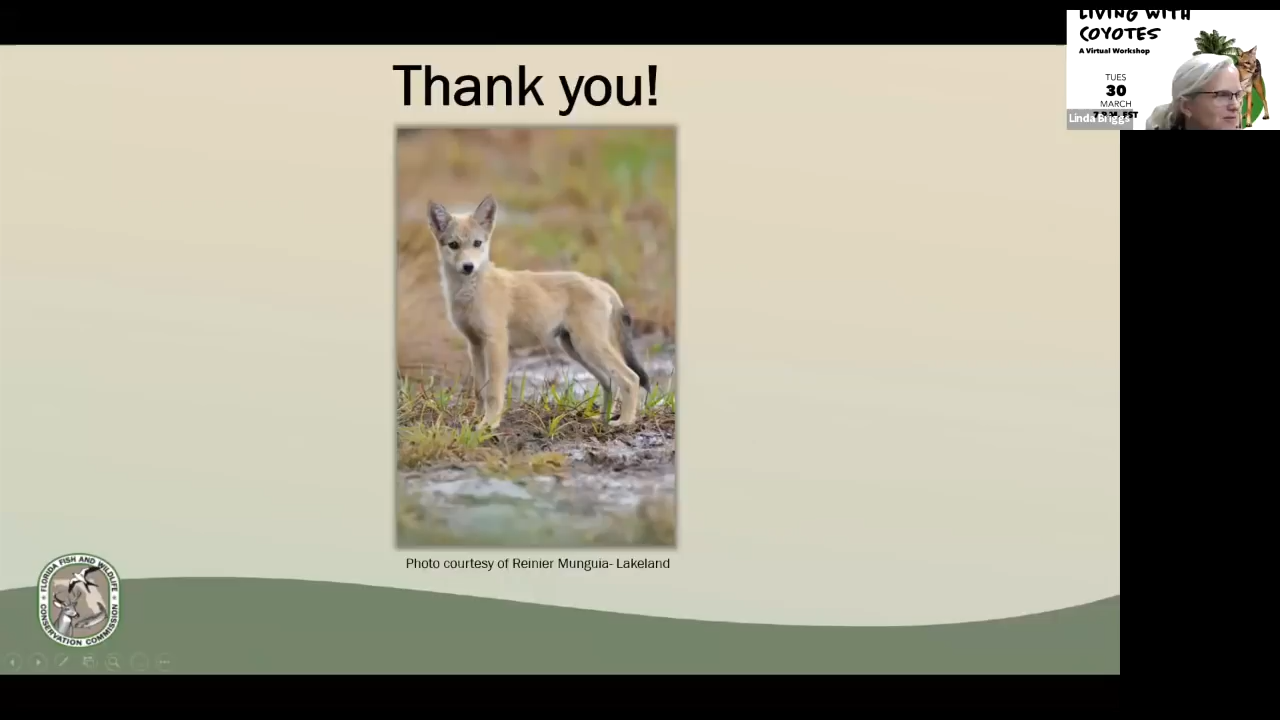 Thank you!
Photo courtesy of Reinier Munguia- Lakeland
FLORIDA FISH AND WILDLIFE
CONSERVATION COMMISSION
LIVING WITH
COYOTES
A Virtual Workshop
TUES
30
MARCH
Linda Briggs